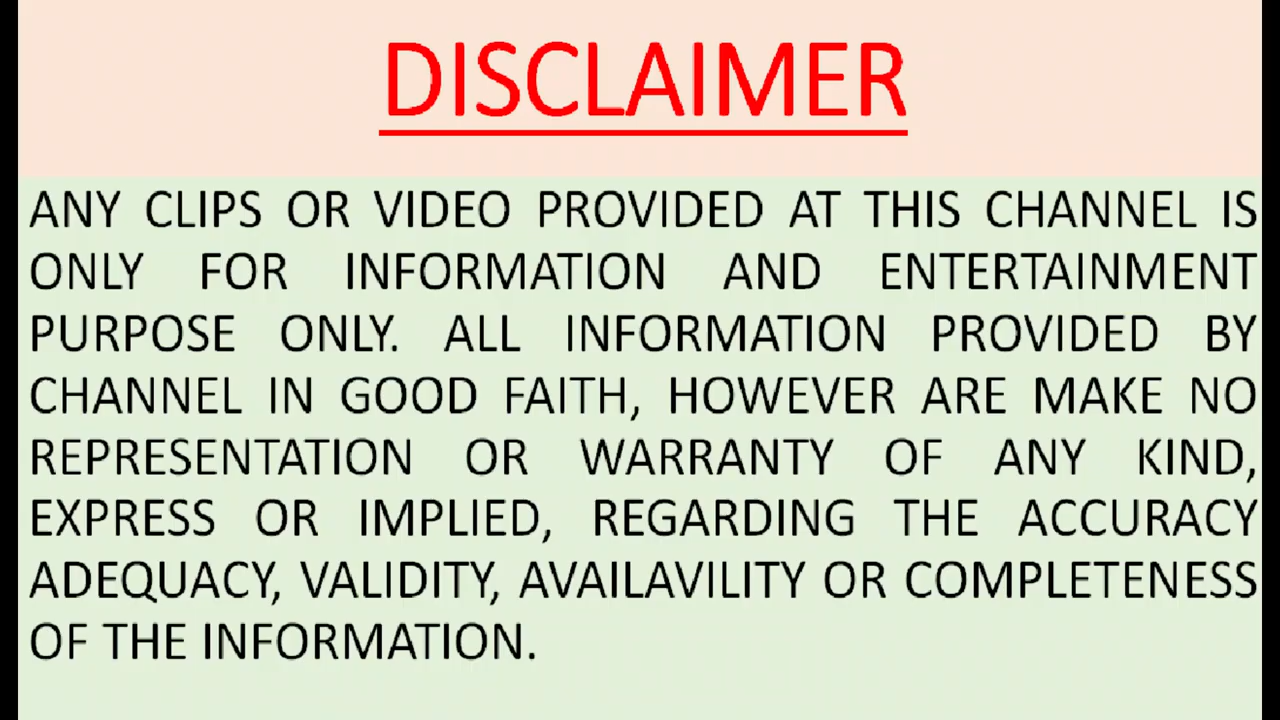 DISCLAIMER
ANY CLIPS OR VIDEO PROVIDED AT THIS CHANNEL IS
ONLY FOR INFORMATION AND ENTERTAINMENT
PURPOSE ONLY. ALL INFORMATION PROVIDED BY
CHANNEL IN GOOD FAITH, HOWEVER ARE MAKE NO
REPRESENTATION OR WARRANTY OF ANY KIND,
EXPRESS OR IMPLIED, REGARDING THE ACCURACY
ADEQUACY, VALIDITY, AVAILAVILITY OR COMPLETENESS
OF THE INFORMATION.